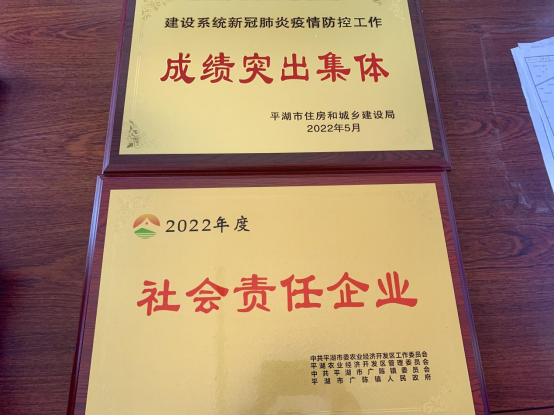 建设系统新冠肺炎疫情防控工作
成绩突出集体
平湖市住房和城乡建设局
2022年5月
2022年度
社会责任企业
中共平湖市委农业经济开发区工作委员会
平湖农业经济开发区管理委员会
中共平湖市广陈镇委员会
平湖市广陈镇人民政府